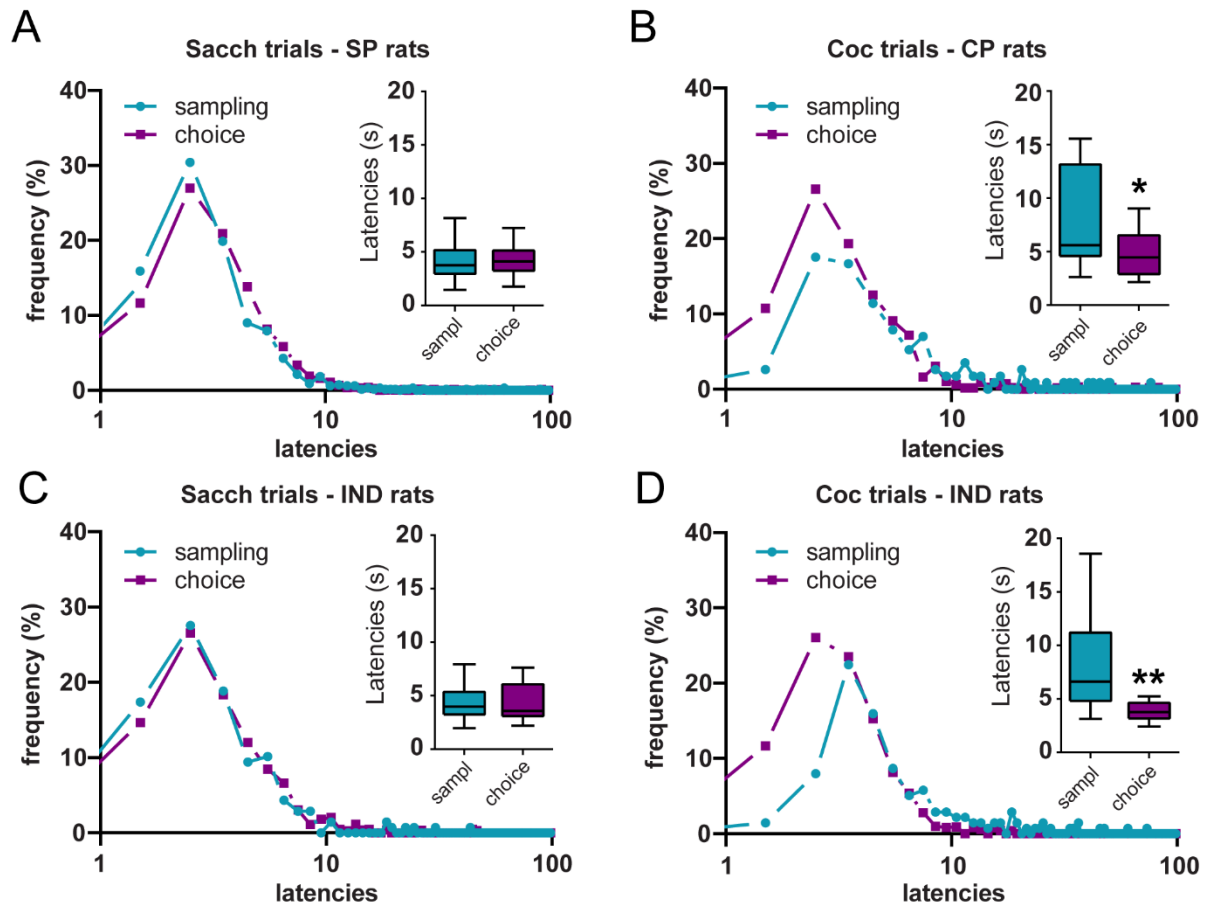 A
Sacch trials - SP rats
sampling
choice
frequency (%)
40
30
20
10
0
1
10
100
latencies
Latencies (s)
20
15
10
5
0
sampl
choice
B
Coc trials - CP rats
sampling
choice
frequency (%)
40
30
20
10
0
1
10
100
latencies
Latencies (s)
20
15
10
5
0
*
sampl
choice
C
Sacch trials - IND rats
sampling
choice
frequency (%)
40
30
20
10
0
1
10
100
latencies
Latencies (s)
20
15
10
5
0
sampl
choice
D
Coc trials - IND rats
sampling
choice
frequency (%)
40
30
20
10
0
1
10
100
latencies
Latencies (s)
20
15
10
5
0
**
sampl
choice